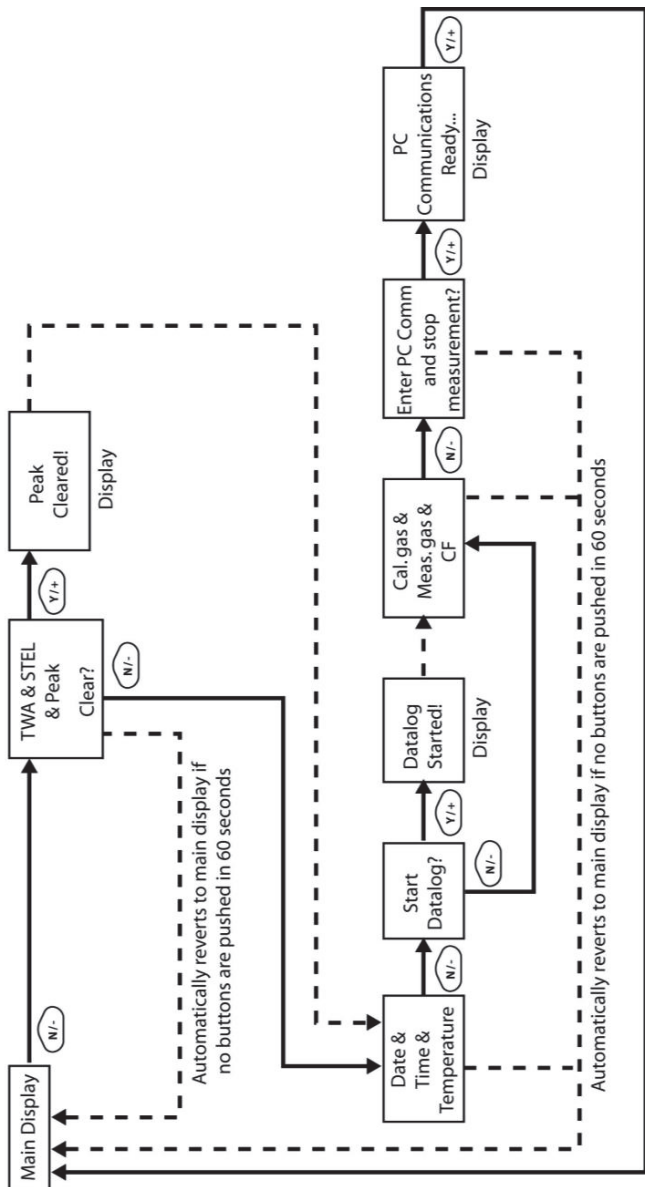 Main Display
N/-
TWA & STEL
& Peak
Clear?
Y/+
Peak
Cleared!
Display
N/-
Automatically reverts to main display if
no buttons are pushed in 60 seconds
Date &
Time &
Temperature
N/-
Start
Datalog?
Y/+
N/-
Datalog
Started!
Display
Cal. gas &
Meas. gas &
CF
N/-
Enter PC Comm
and stop
measurement?
Y/+
PC
Communications
Ready...
Display
Y/+
Automatically reverts to main display if no buttons are pushed in 60 seconds